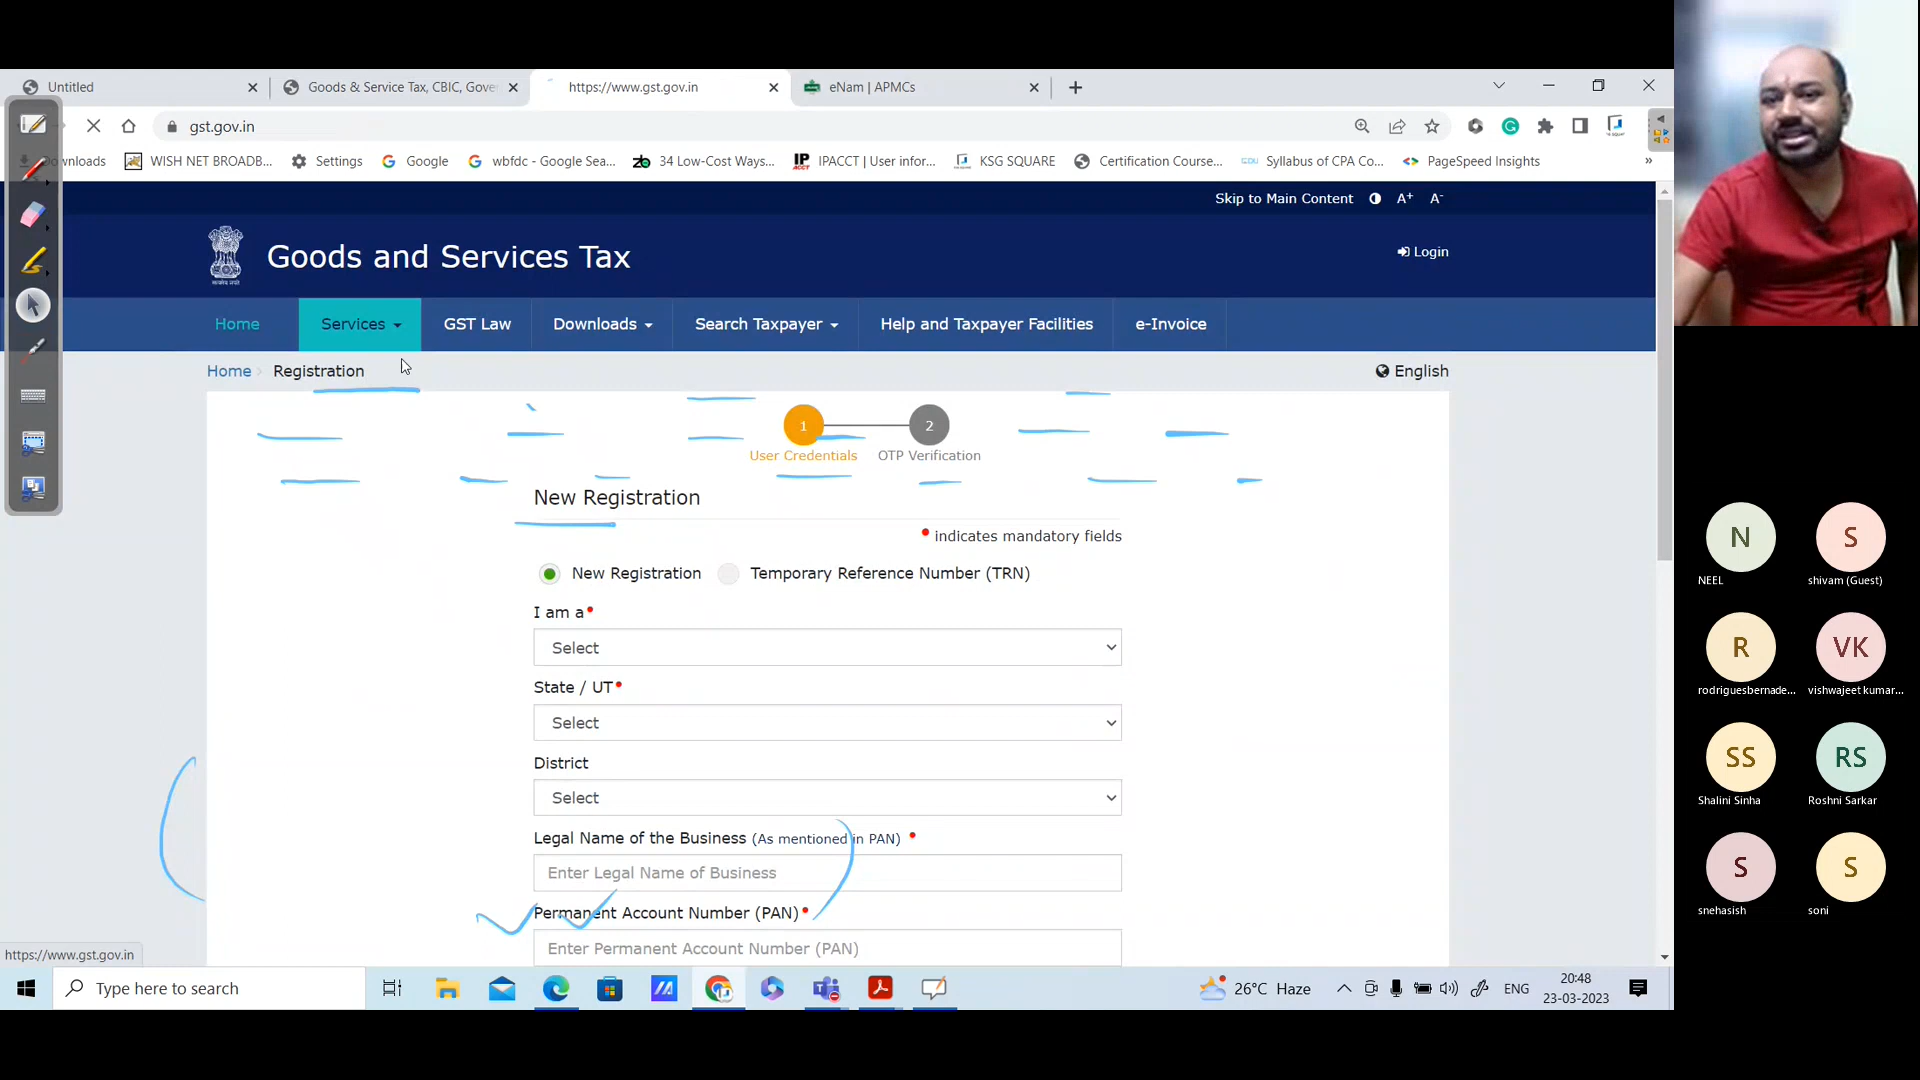 Untitled
Goods & Service Tax, CBIC, Gove
https://www.gst.gov.in
eNam | APMCs
gst.gov.in
ownloads
WISH NET BROADB...
Settings
Google
wbfdc - Google Sea...
34 Low-Cost Ways...
IPACCT | User infor...
KSG SQUARE
Certification Course...
Syllabus of CPA Co...
PageSpeed Insights
»
Skip to Main Content A+ A-
Goods and Services Tax
Login
Home Services GST Law Downloads Search Taxpayer Help and Taxpayer Facilities e-Invoice
Home > Registration
English
1 2
User Credentials OTP Verification
New Registration
• indicates mandatory fields
New Registration Temporary Reference Number (TRN)
I am a•
Select
State / UT•
Select
District
Select
Legal Name of the Business (As mentioned in PAN) •
Enter Legal Name of Business
Permanent Account Number (PAN)•
Enter Permanent Account Number (PAN)
https://www.gst.gov.in
Type here to search
26°C Haze
ENG
20:48
23-03-2023
N S
NEEL shivam (Guest)
R VK
rodriguesbernade... vishwajeet kumar...
SS RS
Shalini Sinha Roshni Sarkar
S S
snehasish soni